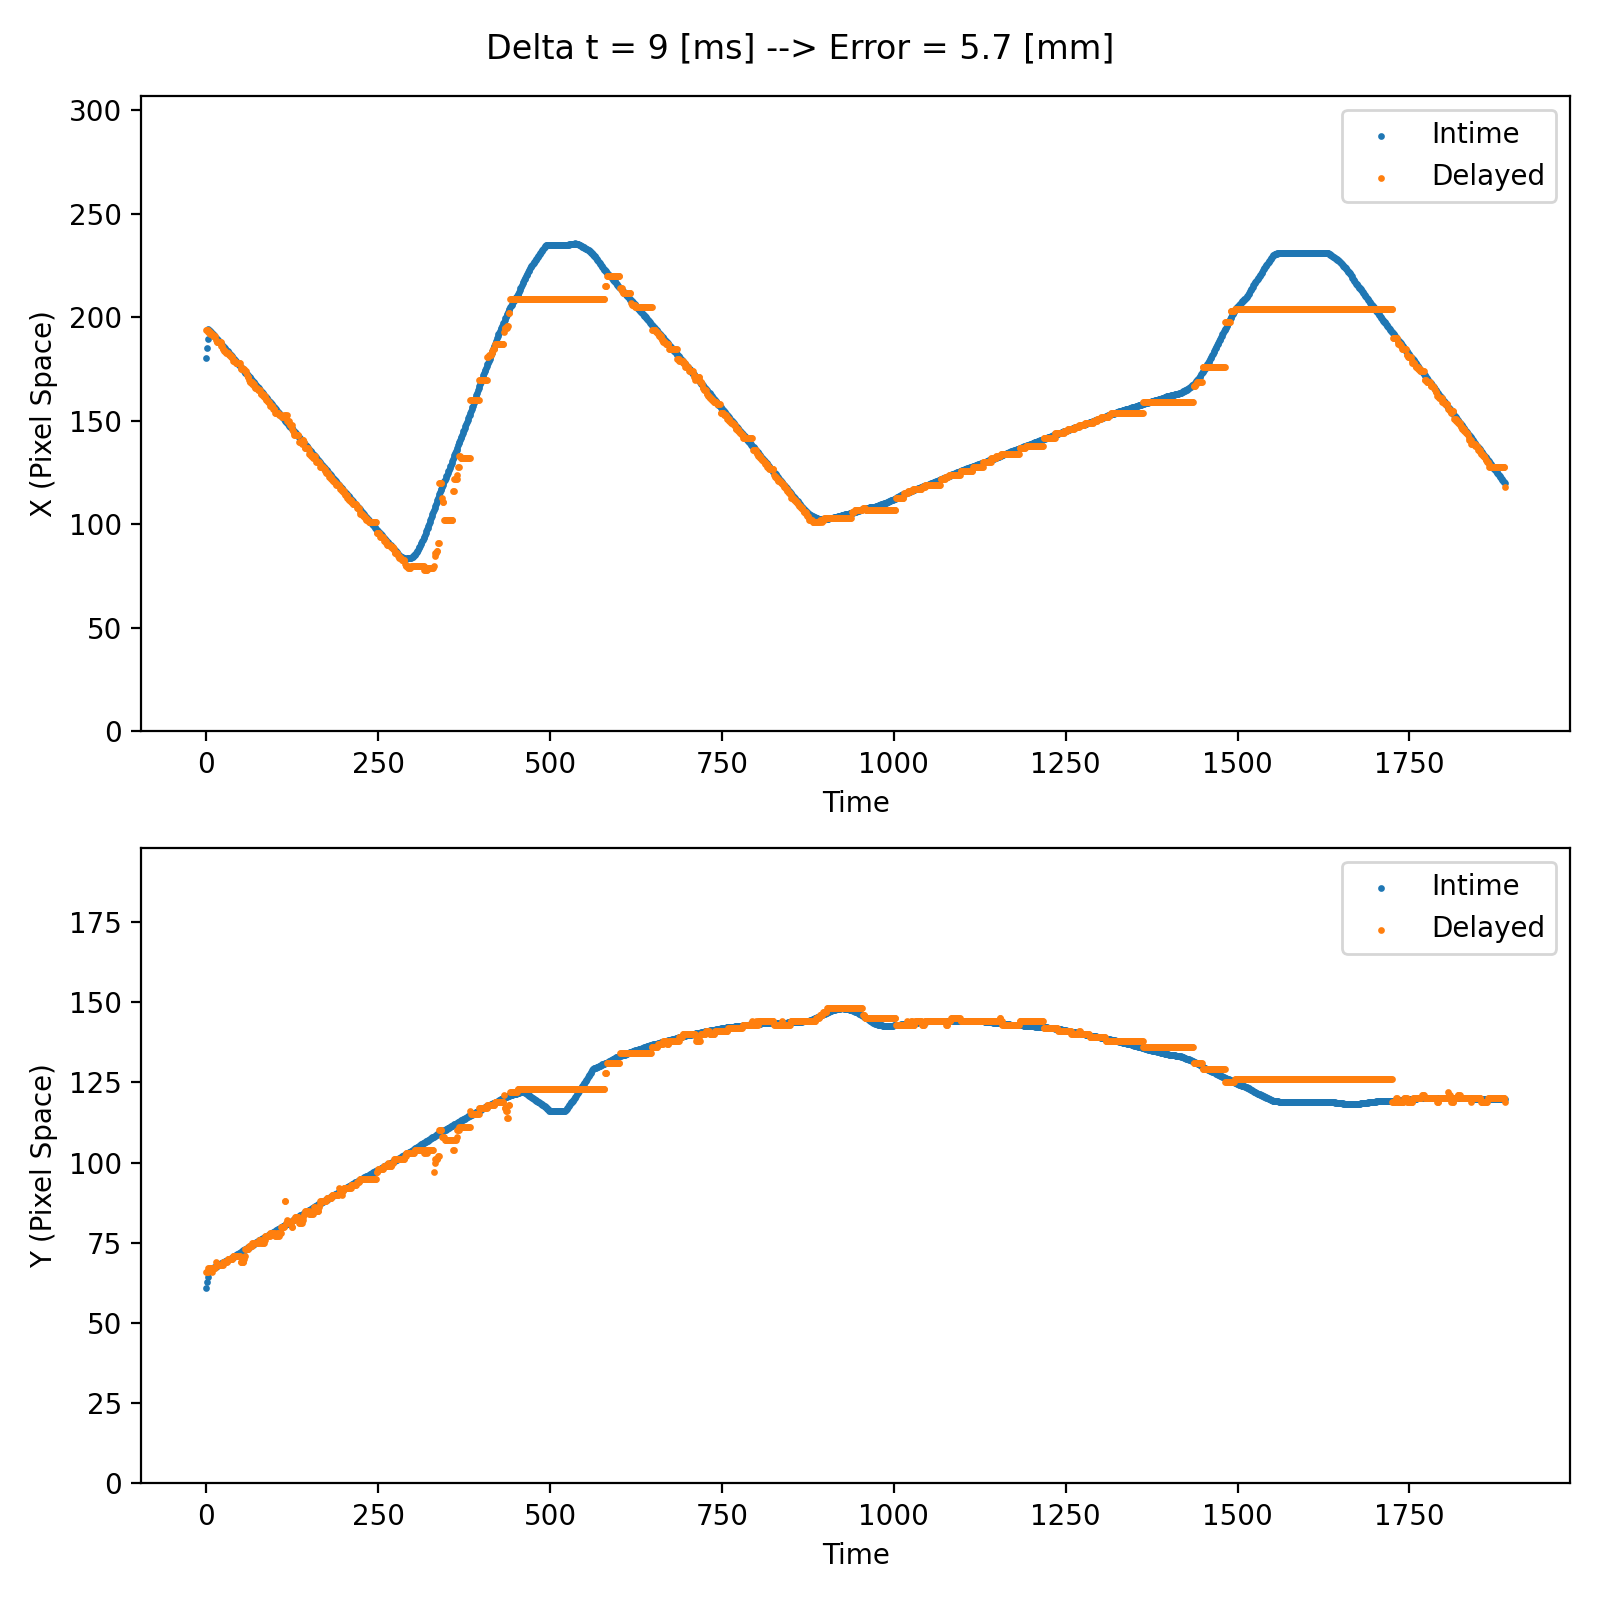 Delta t = 9 [ms] --> Error = 5.7 [mm]
300
250
200
150
100
50
0
X (Pixel Space)
Intime
Delayed
0 250 500 750 1000 1250 1500 1750
Time
175
150
125
100
75
50
25
0
Y (Pixel Space)
Intime
Delayed
0 250 500 750 1000 1250 1500 1750
Time